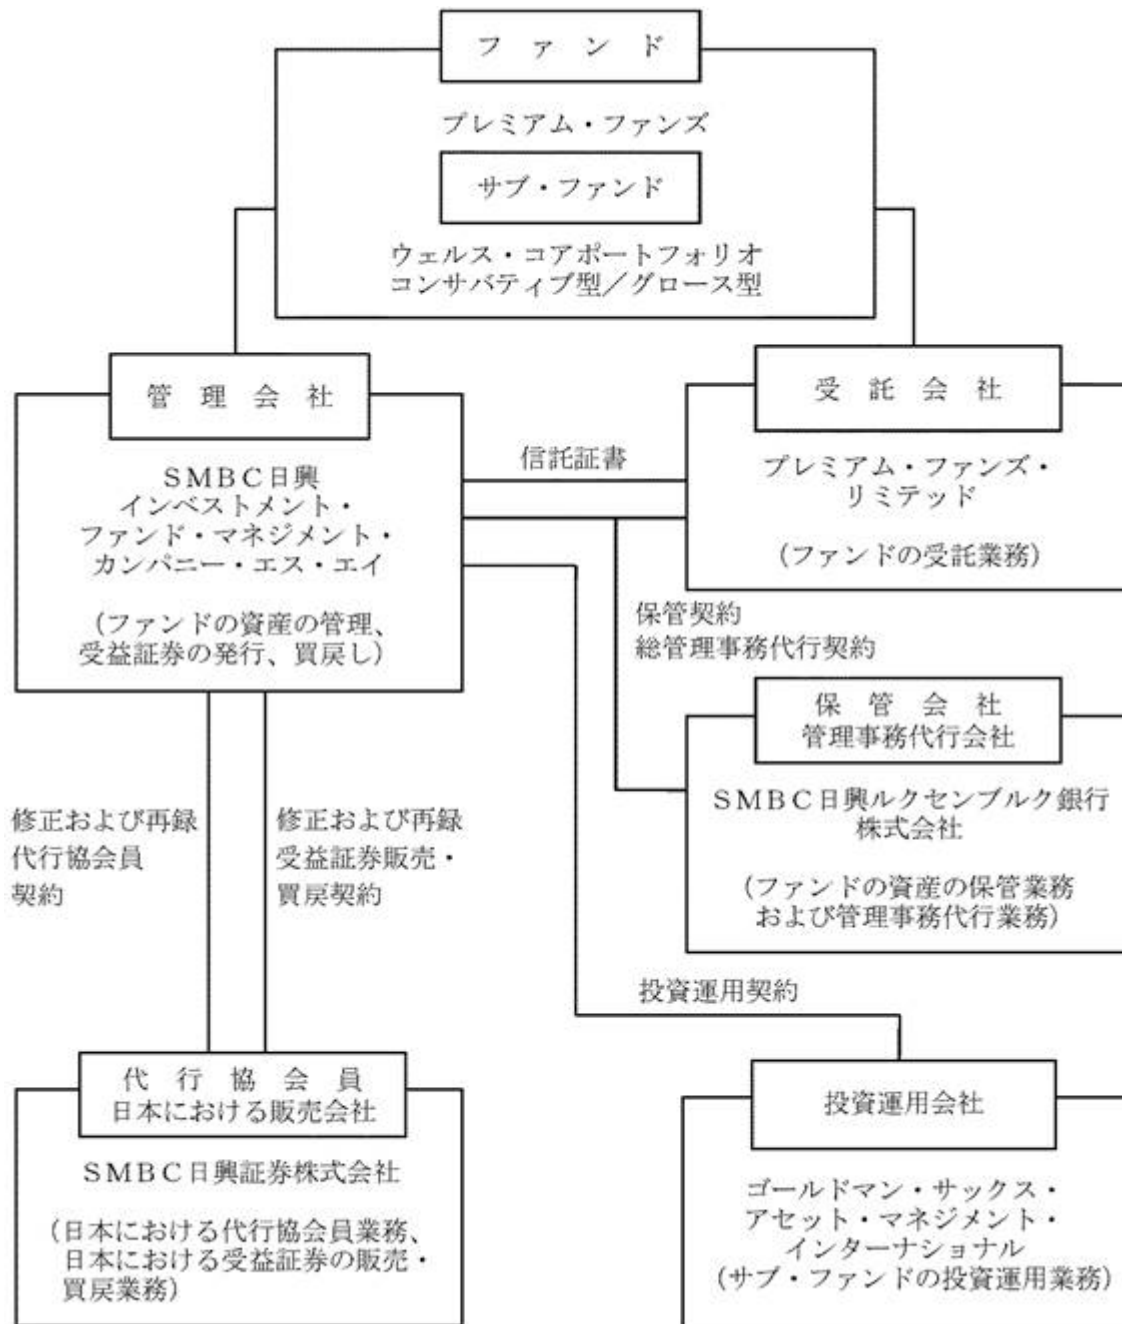 ファンド
プレミアム・ファンズ
サブ・ファンド
ウェルス・コアポートフォリオ
コンサバティブ型／グロース型
管理会社
ＳＭＢＣ日興
インベストメント・
ファンド・マネジメント・
カンパニー・エス・エイ
（ファンドの資産の管理、
受益証券の発行、買戻し）
信託証書
受託会社
プレミアム・ファンズ・
リミテッド
（ファンドの受託業務）
保管契約
総管理事務代行契約
保管会社
管理事務代行会社
ＳＭＢＣ日興ルクセンブルク銀行
株式会社
（ファンドの資産の保管業務
および管理事務代行業務）
修正および再録
代行協会員
契約
修正および再録
受益証券販売・
買戻契約
投資運用契約
代行協会員
日本における販売会社
ＳＭＢＣ日興証券株式会社
（日本における代行協会員業務、
日本における受益証券の販売・
買戻業務）
投資運用会社
ゴールドマン・サックス・
アセット・マネジメント・
インターナショナル
（サブ・ファンドの投資運用業務）